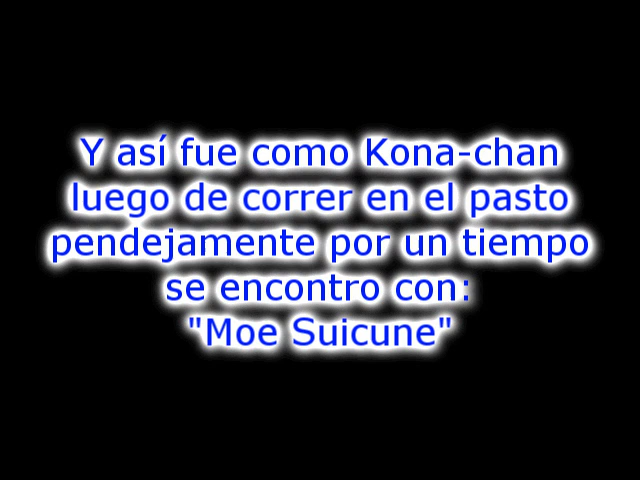 Y así fue como Kona-chan
luego de correr en el pasto
pendejamente por un tiempo
se encontro con:
"Moe Suicune"